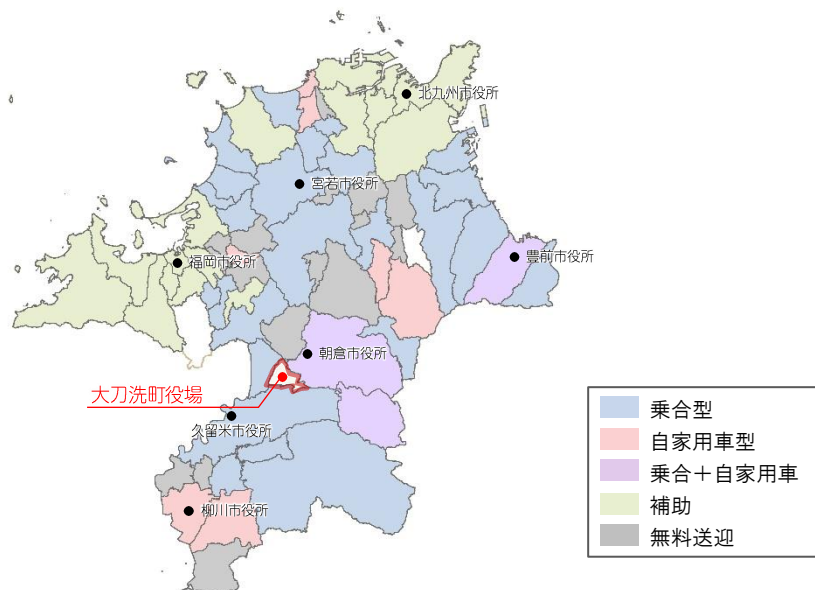 北九州市役所
宮若市役所
福岡市役所
豊前市役所
朝倉市役所
大刀洗町役場
久留米市役所
柳川市役所
乗合型
自家用車型
乗合+自家用車
補助
無料送迎